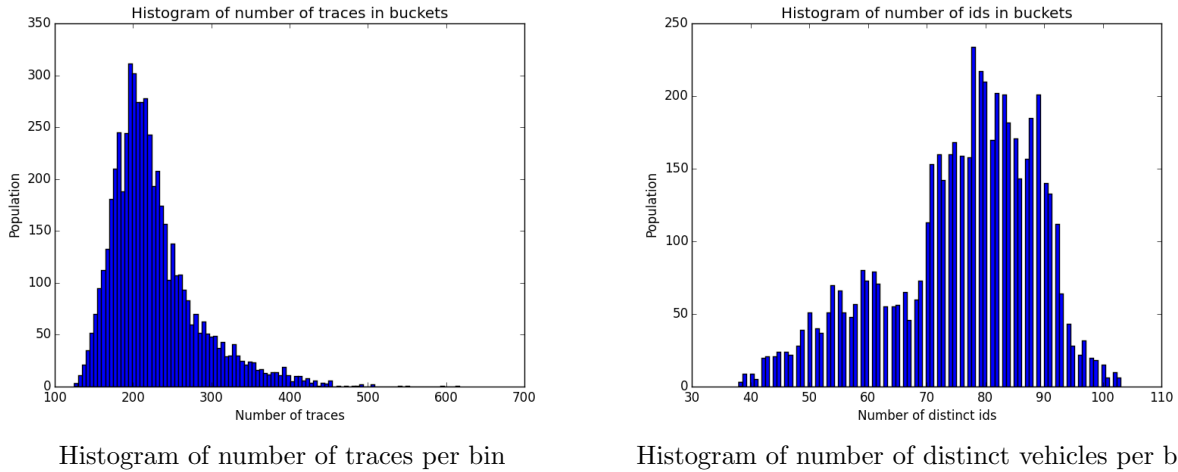 Histogram of number of traces in buckets
350
300
250
200
150
100
50
0
Population
100 200 300 400 500 600 700
Number of traces
Histogram of number of traces per bin
Histogram of number of ids in buckets
250
200
150
100
50
0
Population
30 40 50 60 70 80 90 100 110
Number of distinct ids
Histogram of number of distinct vehicles per b